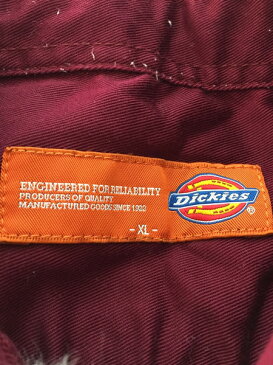 ENGINEERED FOR RELIABILITY
PRODUCERS OF QUALITY
MANUFACTURED GOODS SINCE 1922
Dickies
®
- XL -